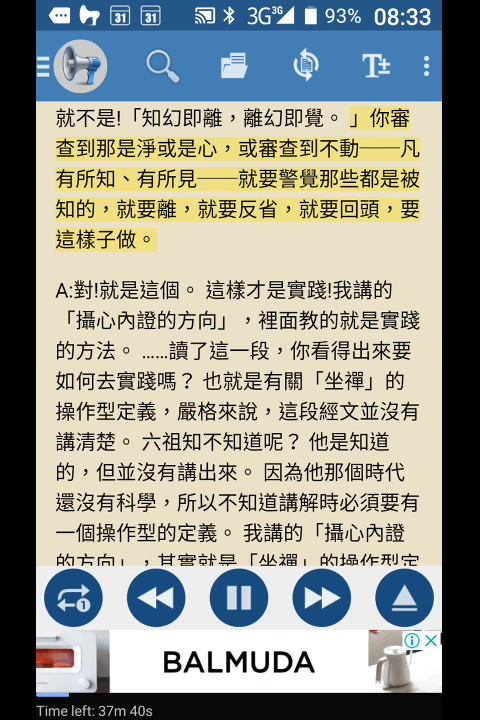 31
31
3G
3G
93%
08:33
T±
就不是!「知幻即離，離幻即覺。 」你審
查到那是淨或是心，或審查到不動──凡
有所知、有所見──就要警覺那些都是被
知的，就要離，就要反省，就要回頭，要
這樣子做。
A:對!就是這個。 這樣才是實踐!我講的
「攝心內證的方向」，裡面教的就是實踐
的方法。 ......讀了這一段，你看得出來要
如何去實踐嗎？ 也就是有關「坐禪」的
操作型定義，嚴格來說，這段經文並沒有
講清楚。 六祖知不知道呢？ 他是知道
的，但並沒有講出來。 因為他那個時代
還沒有科學，所以不知道講解時必須要有
一個操作型的定義。 我講的「攝心內證
的方向」，其實就是「坐禪」的操作型定
1
BALMUDA
Time left: 37m 40s